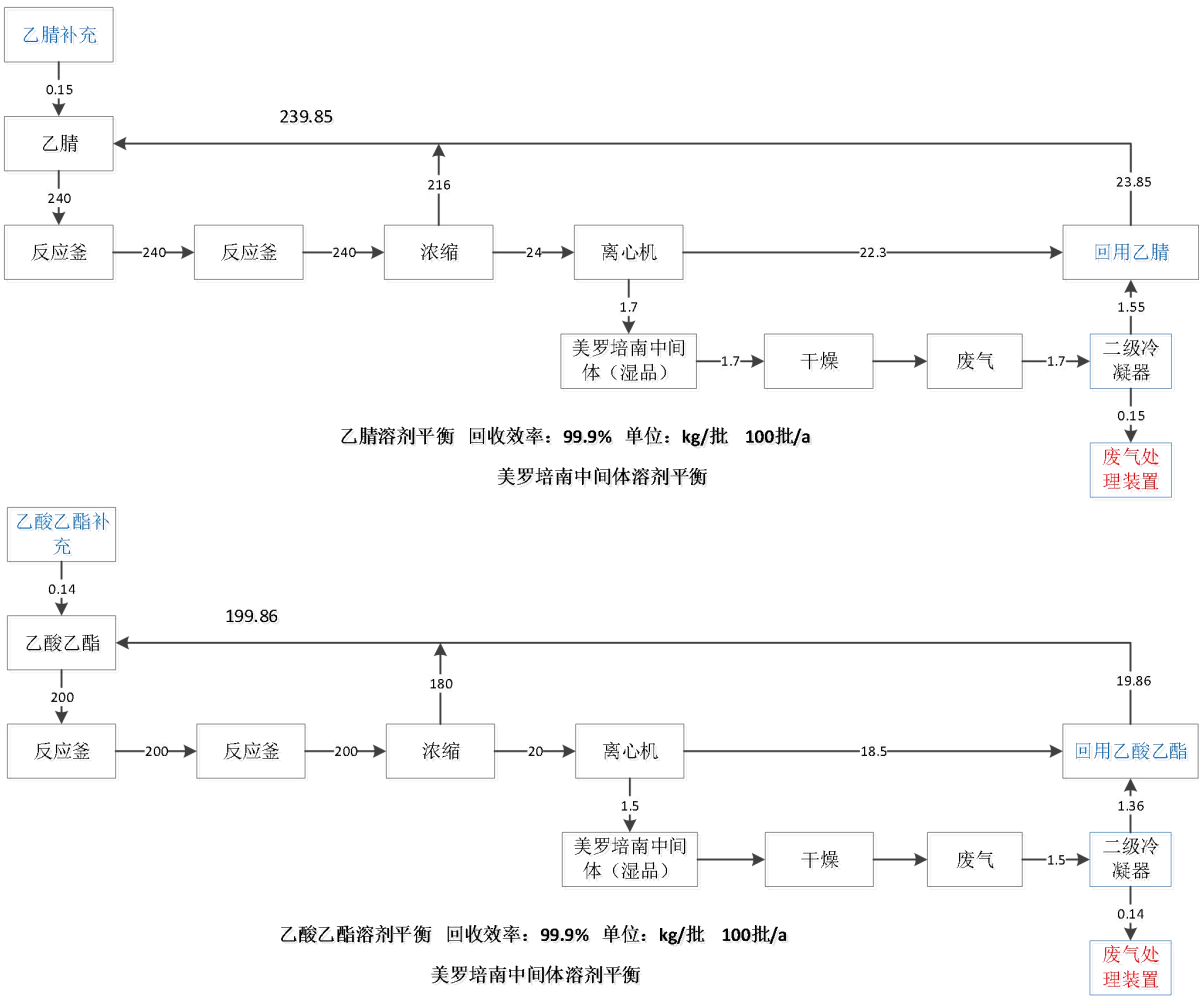 乙腈补充
0.15
239.85
乙腈
216
23.85
240
反应釜
240
反应釜
240
浓缩
24
离心机
22.3
回用乙腈
1.7
1.55
美罗培南中间
体（湿品）
1.7
干燥
废气
1.7
二级冷
凝器
0.15
乙腈溶剂平衡 回收效率：99.9% 单位：kg/批 100批/a
废气处
理装置
美罗培南中间体溶剂平衡
乙酸乙酯补
充
0.14
199.86
乙酸乙酯
180
19.86
200
反应釜
200
反应釜
200
浓缩
20
离心机
18.5
回用乙酸乙酯
1.5
1.36
美罗培南中间
体（湿品）
干燥
废气
1.5
二级冷
凝器
0.14
乙酸乙酯溶剂平衡 回收效率：99.9% 单位：kg/批 100批/a
废气处
理装置
美罗培南中间体溶剂平衡